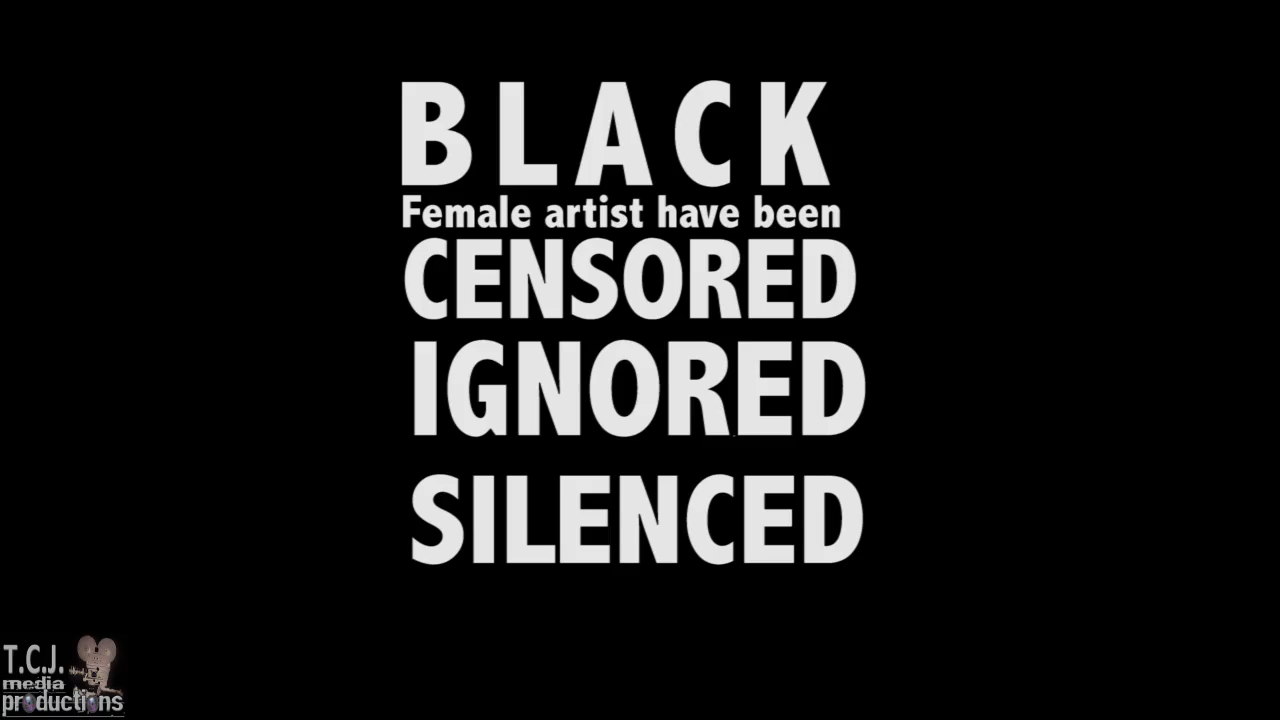 BLACK
Female artist have been
CENSORED
IGNORED
SILENCED
T.C.J.
media
productions